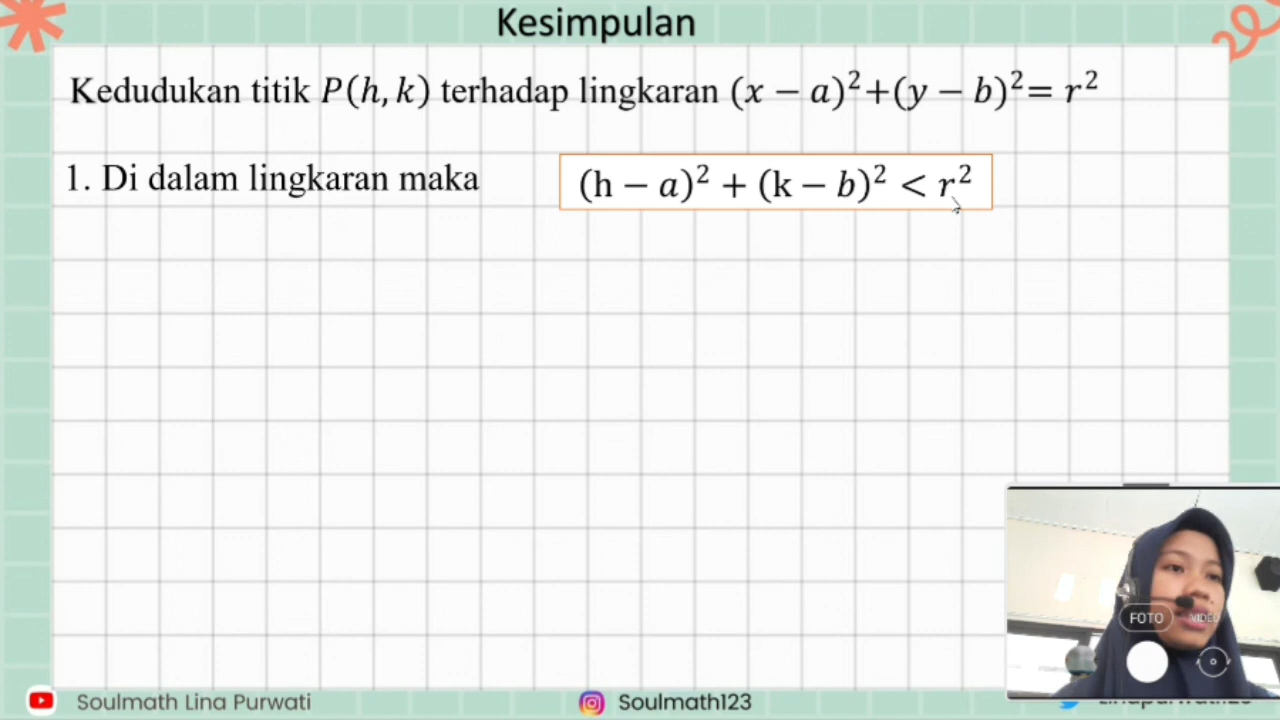 Kesimpulan
Kedudukan titik P(h, k) terhadap lingkaran (x − a)²+(y − b)²= r²
1. Di dalam lingkaran maka (h − a)² + (k − b)² < r²
FOTO VIDEO
Soulmath Lina Purwati Soulmath123